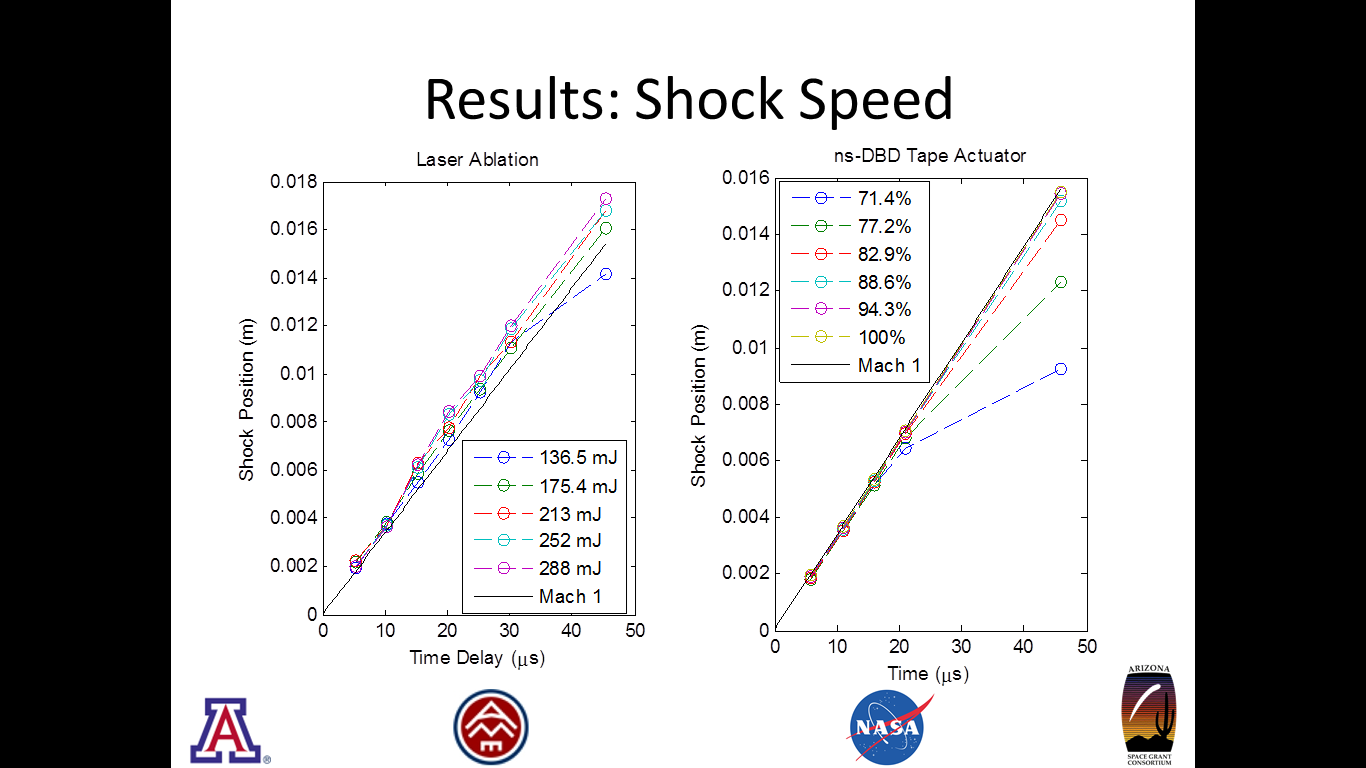 Results: Shock Speed
Laser Ablation
Shock Position (m)
0.018
0.016
0.014
0.012
0.01
0.008
0.006
0.004
0.002
0
0
10
20
30
40
50
Time Delay (μs)
136.5 mJ
175.4 mJ
213 mJ
252 mJ
288 mJ
Mach 1
ns-DBD Tape Actuator
Shock Position (m)
0.016
0.014
0.012
0.01
0.008
0.006
0.004
0.002
0
0
10
20
30
40
50
Time (μs)
71.4%
77.2%
82.9%
88.6%
94.3%
100%
Mach 1
A
®
AME
NASA
ARIZONA
SPACE GRANT
CONSORTIUM